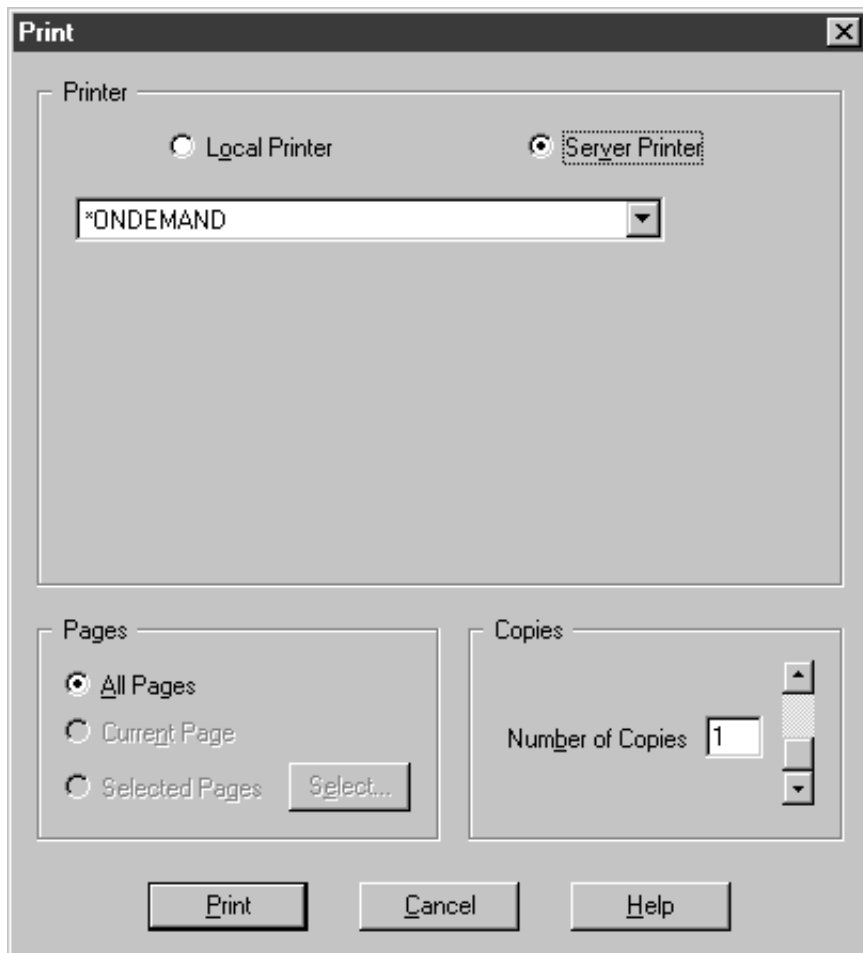 Print
Printer
Local Printer
Server Printer
*ONDEMAND
Pages
All Pages
Current Page
Selected Pages
Select...
Copies
Number of Copies 1
Print
Cancel
Help